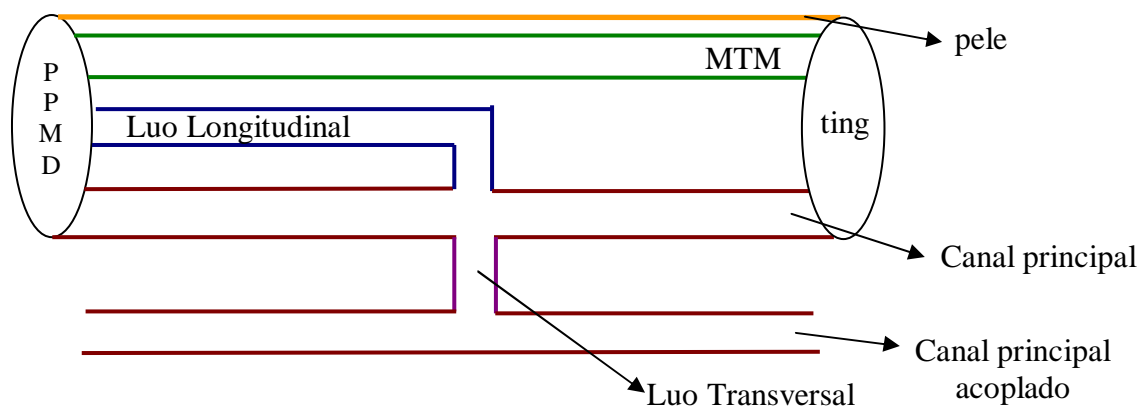 pele
MTM
P
P
M
D
Luo Longitudinal
ting
Canal principal
Canal principal
acoplado
Luo Transversal